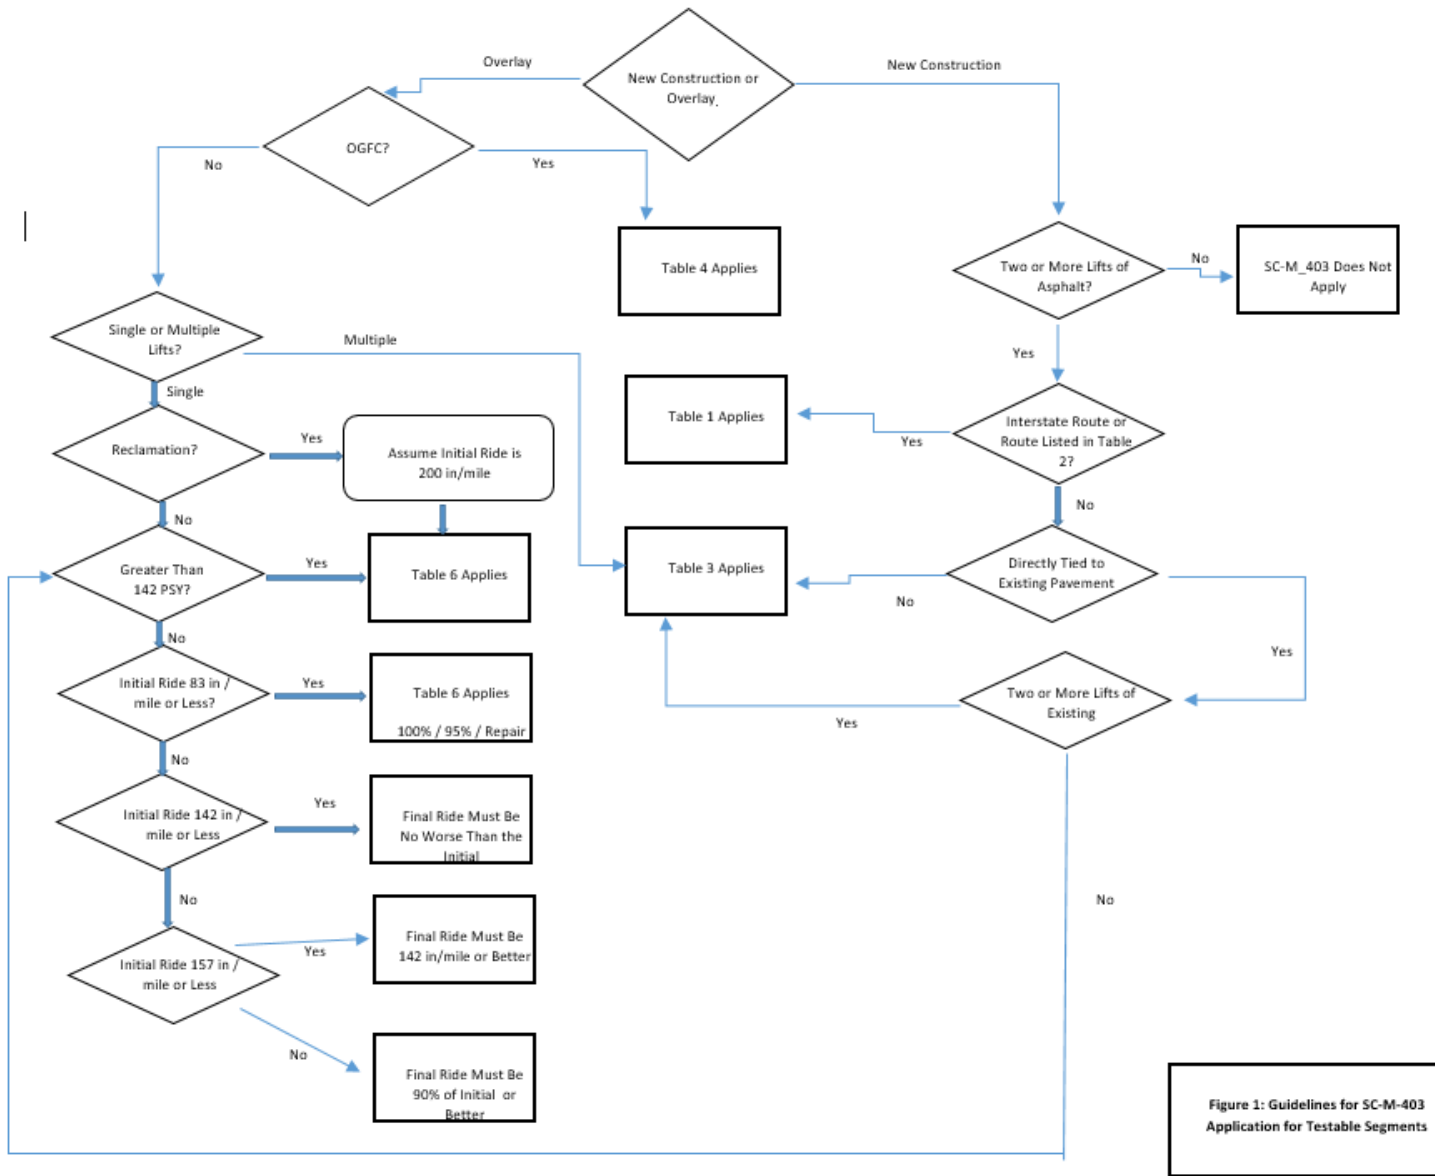 Overlay
New Construction or
Overlay.
New Construction
OGFC?
No
Yes
Table 4 Applies
Two or More Lifts of
Asphalt?
No
SC-M_403 Does Not
Apply
Single or Multiple
Lifts?
Multiple
Yes
Single
Table 1 Applies
Yes
Interstate Route or
Route Listed in Table
2?
Reclamation?
Yes
Assume Initial Ride is
200 in/mile
No
No
Greater Than
142 PSY?
Yes
Table 6 Applies
Table 3 Applies
No
Directly Tied to
Existing Pavement
Yes
No
Initial Ride 83 in /
mile or Less?
Yes
Table 6 Applies
100% / 95% / Repair
Yes
Two or More Lifts of
Existing
No
Initial Ride 142 in /
mile or Less
Yes
Final Ride Must Be
No Worse Than the
Initial
No
No
Initial Ride 157 in /
mile or Less
Yes
Final Ride Must Be
142 in/mile or Better
No
Final Ride Must Be
90% of Initial or
Better
Figure 1: Guidelines for SC-M-403
Application for Testable Segments